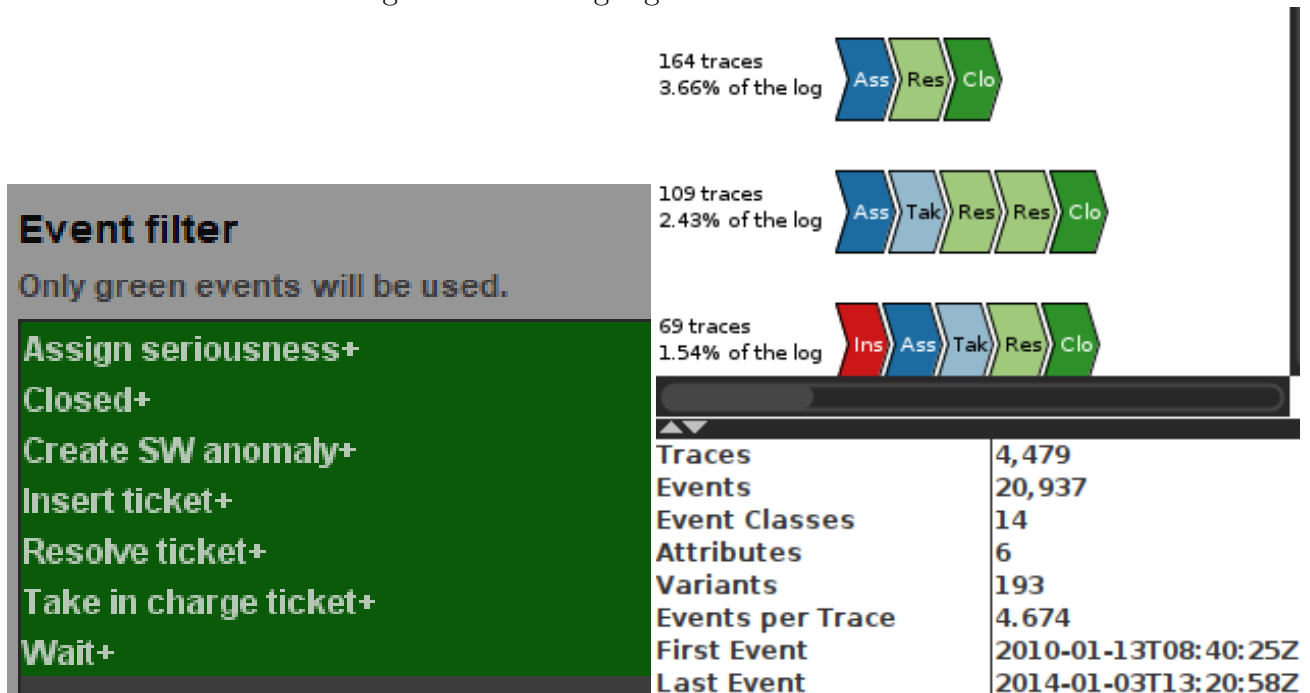 Event filter
Only green events will be used.
Assign seriousness+
Closed+
Create SW anomaly+
Insert ticket+
Resolve ticket+
Take in charge ticket+
Wait+
164 traces
3.66% of the log
Ass Res Clo
109 traces
2.43% of the log
Ass Tak Res Res Clo
69 traces
1.54% of the log
Ins Ass Tak Res Clo
Traces 4,479
Events 20,937
Event Classes 14
Attributes 6
Variants 193
Events per Trace 4.674
First Event 2010-01-13T08:40:25Z
Last Event 2014-01-03T13:20:58Z